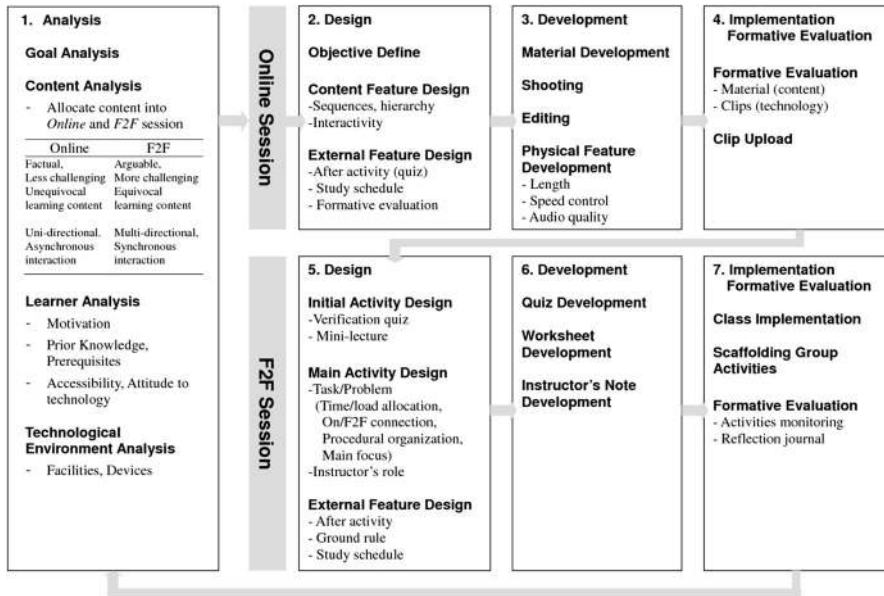 1. Analysis
Goal Analysis
Content Analysis
- Allocate content into
Online and F2F session
Online F2F
Factual, Arguable,
Less challenging More challenging
Unequivocal Equivocal
learning content learning content
Uni-directional. Multi-directional,
Asynchronous Synchronous
interaction interaction
Learner Analysis
- Motivation
- Prior Knowledge,
Prerequisites
- Accessibility, Attitude to
technology
Technological
Environment Analysis
- Facilities, Devices
Online Session
2. Design
Objective Define
Content Feature Design
-Sequences, hierarchy
-Interactivity
External Feature Design
-After activity (quiz)
- Study schedule
- Formative evaluation
3. Development
Material Development
Shooting
Editing
Physical Feature
Development
- Length
- Speed control
- Audio quality
4. Implementation
Formative Evaluation
Formative Evaluation
- Material (content)
- Clips (technology)
Clip Upload
F2F Session
5. Design
Initial Activity Design
-Verification quiz
- Mini-lecture
Main Activity Design
-Task/Problem
(Time/load allocation,
On/F2F connection,
Procedural organization,
Main focus)
-Instructor's role
External Feature Design
- After activity
- Ground rule
- Study schedule
6. Development
Quiz Development
Worksheet
Development
Instructor's Note
Development
7. Implementation
Formative Evaluation
Class Implementation
Scaffolding Group
Activities
Formative Evaluation
- Activities monitoring
- Reflection journal